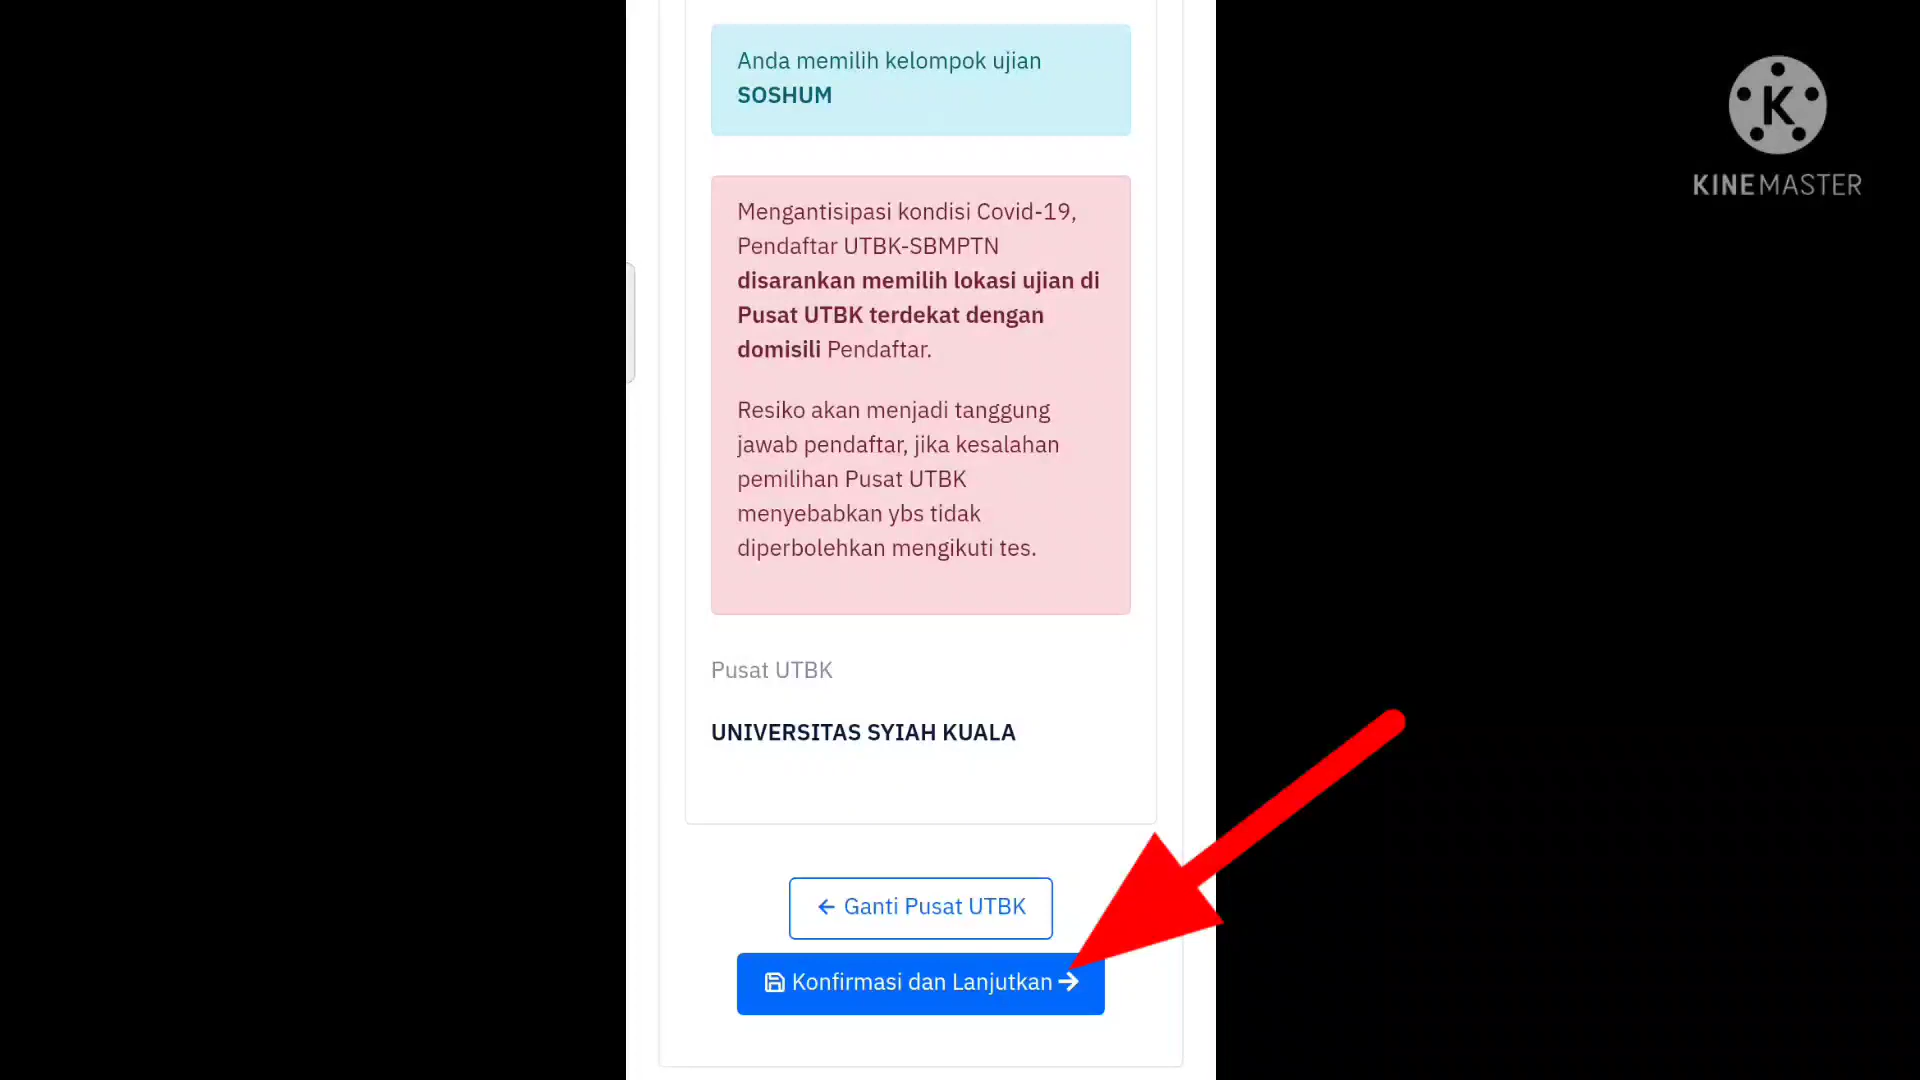 Anda memilih kelompok ujian
SOSHUM
Mengantisipasi kondisi Covid-19,
Pendaftar UTBK-SBMPTN
disarankan memilih lokasi ujian di
Pusat UTBK terdekat dengan
domisili Pendaftar.
Resiko akan menjadi tanggung
jawab pendaftar, jika kesalahan
pemilihan Pusat UTBK
menyebabkan ybs tidak
diperbolehkan mengikuti tes.
Pusat UTBK
UNIVERSITAS SYIAH KUALA
← Ganti Pusat UTBK
Konfirmasi dan Lanjutkan →
K
KINEMASTER